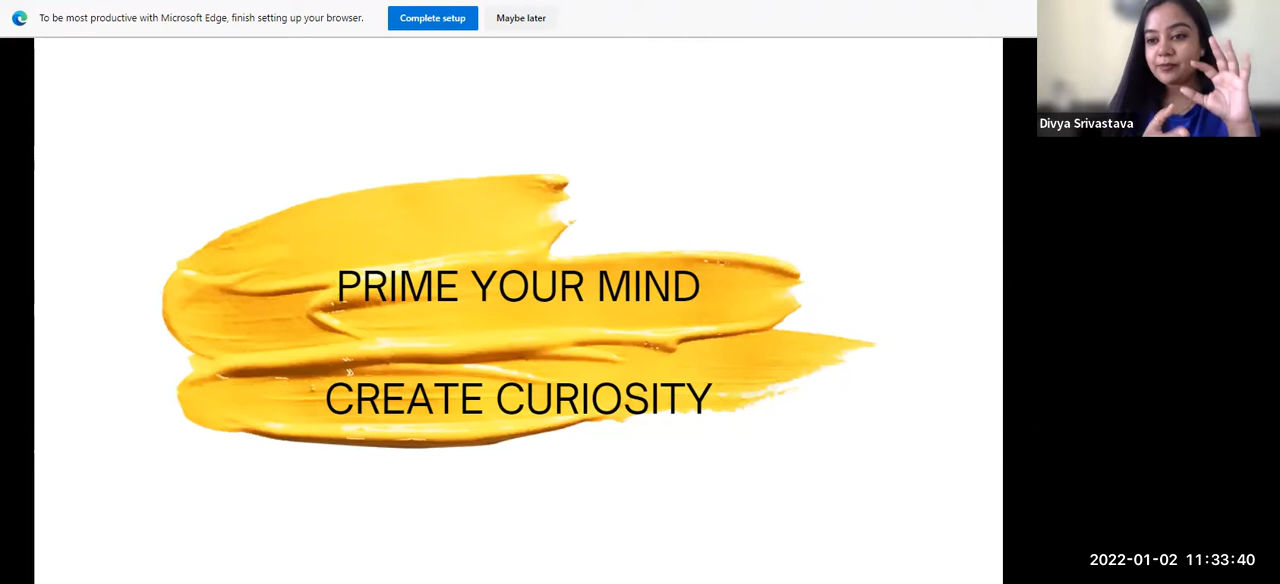 To be most productive with Microsoft Edge, finish setting up your browser.
Complete setup
Maybe later
Divya Srivastava
PRIME YOUR MIND
CREATE CURIOSITY
2022-01-02 11:33:40